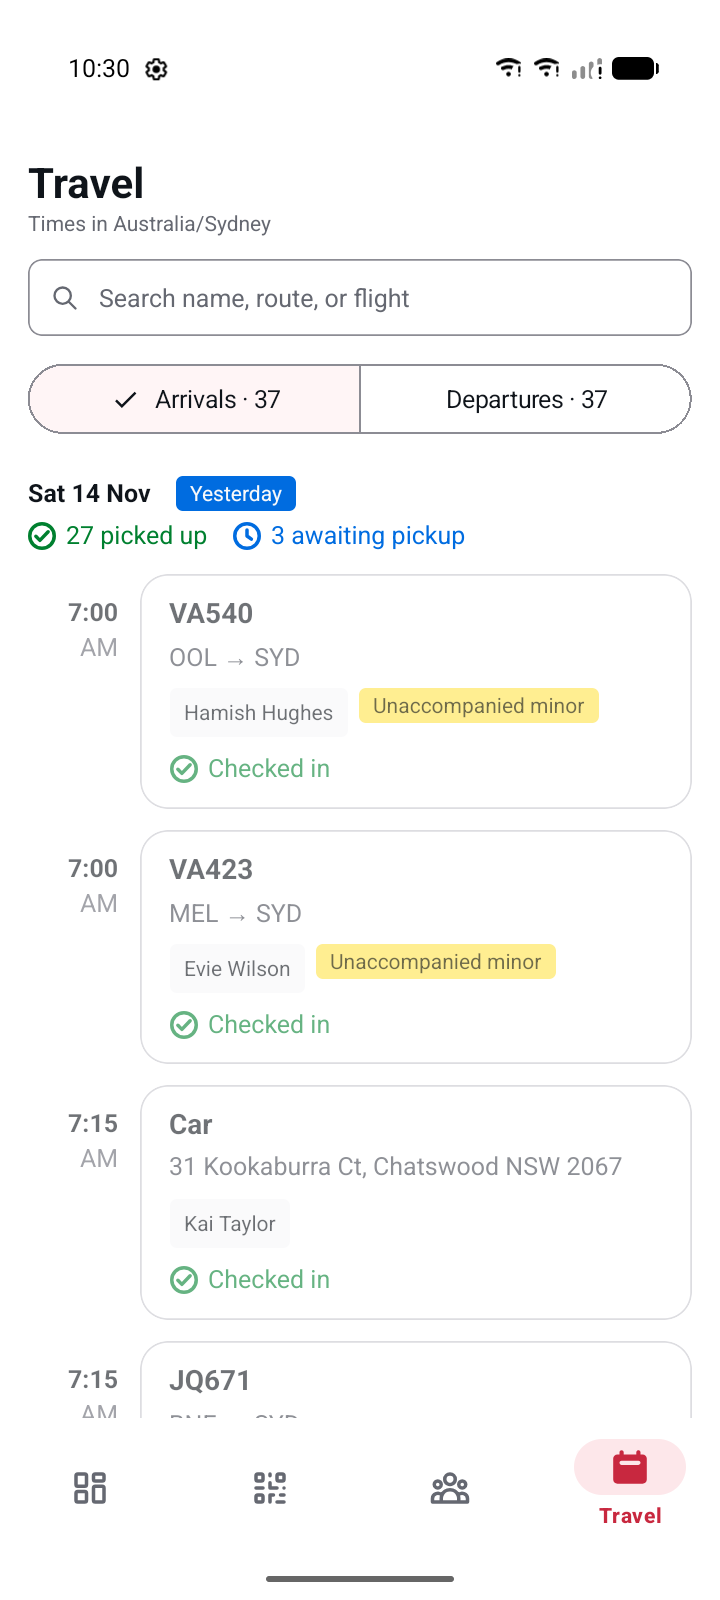 10:30
Travel
Times in Australia/Sydney
Search name, route, or flight
Arrivals · 37
Departures · 37
Sat 14 Nov
Yesterday
27 picked up
3 awaiting pickup
7:00
AM
VA540
OOL → SYD
Hamish Hughes
Unaccompanied minor
Checked in
7:00
AM
VA423
MEL → SYD
Evie Wilson
Unaccompanied minor
Checked in
7:15
AM
Car
31 Kookaburra Ct, Chatswood NSW 2067
Kai Taylor
Checked in
7:15
AM
JQ671
Travel